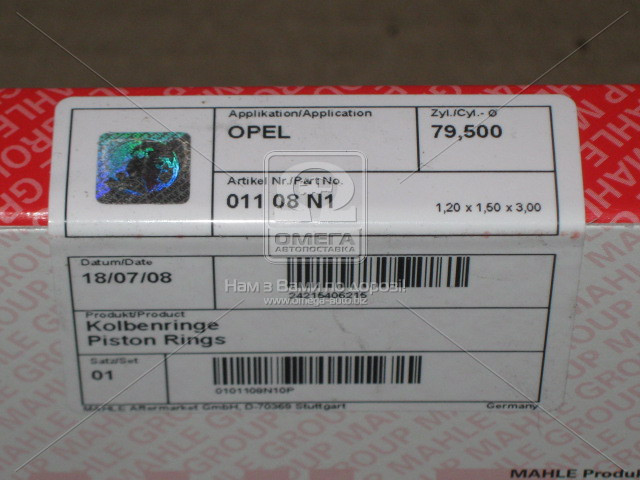 Applikation/Application
OPEL
Zyl./Cyl.- Ø
79,500
Artikel Nr./Part No.
011 08 N1
1,20 x 1,50 x 3,00
ОМЕГА
АВТОПОСТАВКА
Datum/Date
18/07/08
Нам з Вами по дорозі!
www.omega-auto.biz
Produkt/Product
Kolbenringe
Piston Rings
Satz/Set
01
0101109N10P
MAHLE Aftermarket GmbH, D-70369 Stuttgart
Germany
MAHLE Produk